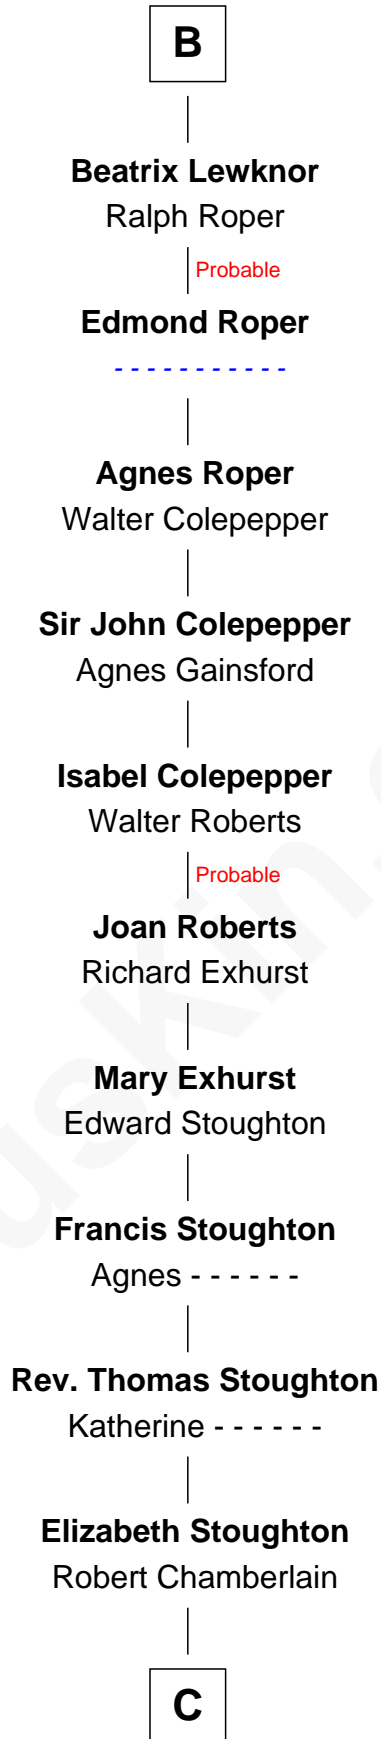 B
Beatrix Lewknor
Ralph Roper
Probable
Edmond Roper
- - - - - - - - - - -
Agnes Roper
Walter Colepepper
Sir John Colepepper
Agnes Gainsford
Isabel Colepepper
Walter Roberts
Probable
Joan Roberts
Richard Exhurst
Mary Exhurst
Edward Stoughton
Francis Stoughton
Agnes - - - - - -
Rev. Thomas Stoughton
Katherine - - - - - -
Elizabeth Stoughton
Robert Chamberlain
C